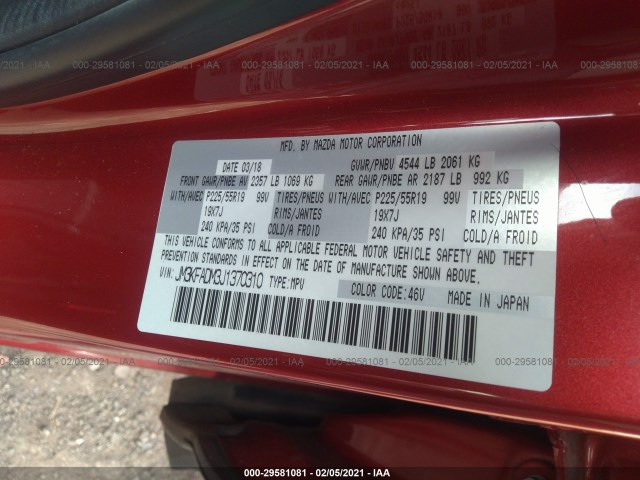 000-29581081 - 02/05/2021 - IAA
MFD. BY MAZDA MOTOR CORPORATION
DATE 03/18 GVWR/PNBV 4544 LB 2061 KG
FRONT GAWR/PNBE AV 2357 LB 1069 KG REAR GAWR/PNBE AR 2187 LB 992 KG
WITH/AVEC P225/55R19 99V TIRES/PNEUS WITH/AVEC P225/55R19 99V TIRES/PNEUS
19X7J RIMS/JANTES 19X7J RIMS/JANTES
240 KPA/35 PSI COLD/A FROID 240 KPA/35 PSI COLD/A FROID
THIS VEHICLE CONFORMS TO ALL APPLICABLE FEDERAL MOTOR VEHICLE SAFETY AND THEFT
PREVENTION STANDARDS IN EFFECT ON THE DATE OF MANUFACTURE SHOWN ABOVE.
VIN: JM3KFADM3J1370310 TYPE:MPV
COLOR CODE:46V MADE IN JAPAN
000-29581081 - 02/05/2021 - IAA